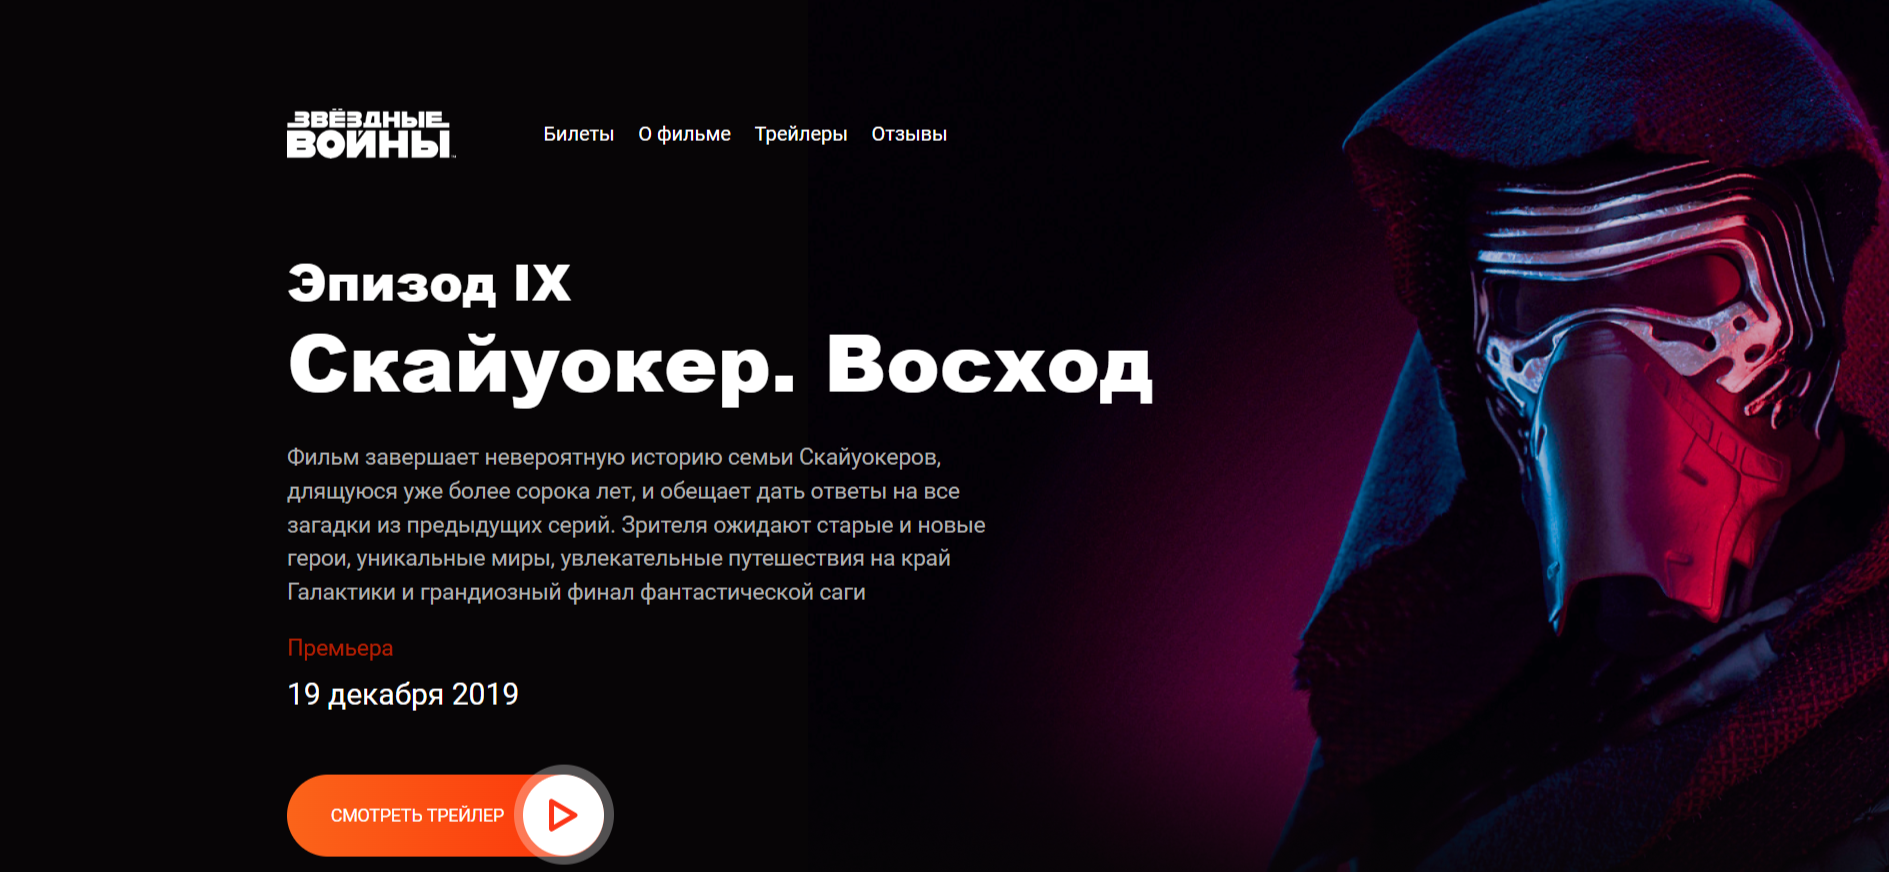 ЗВЁЗДНЫЕ
ВОЙНЫ
Билеты О фильме Трейлеры Отзывы
Эпизод IX
Скайуокер. Восход
Фильм завершает невероятную историю семьи Скайуокеров,
длящуюся уже более сорока лет, и обещает дать ответы на все
загадки из предыдущих серий. Зрителя ожидают старые и новые
герои, уникальные миры, увлекательные путешествия на край
Галактики и грандиозный финал фантастической саги
Премьера
19 декабря 2019
СМОТРЕТЬ ТРЕЙЛЕР